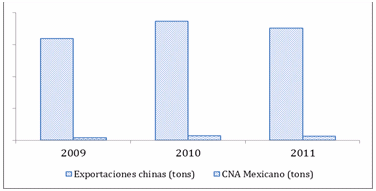 2009 2010 2011
Exportaciones chinas (tons) CNA Mexicano (tons)